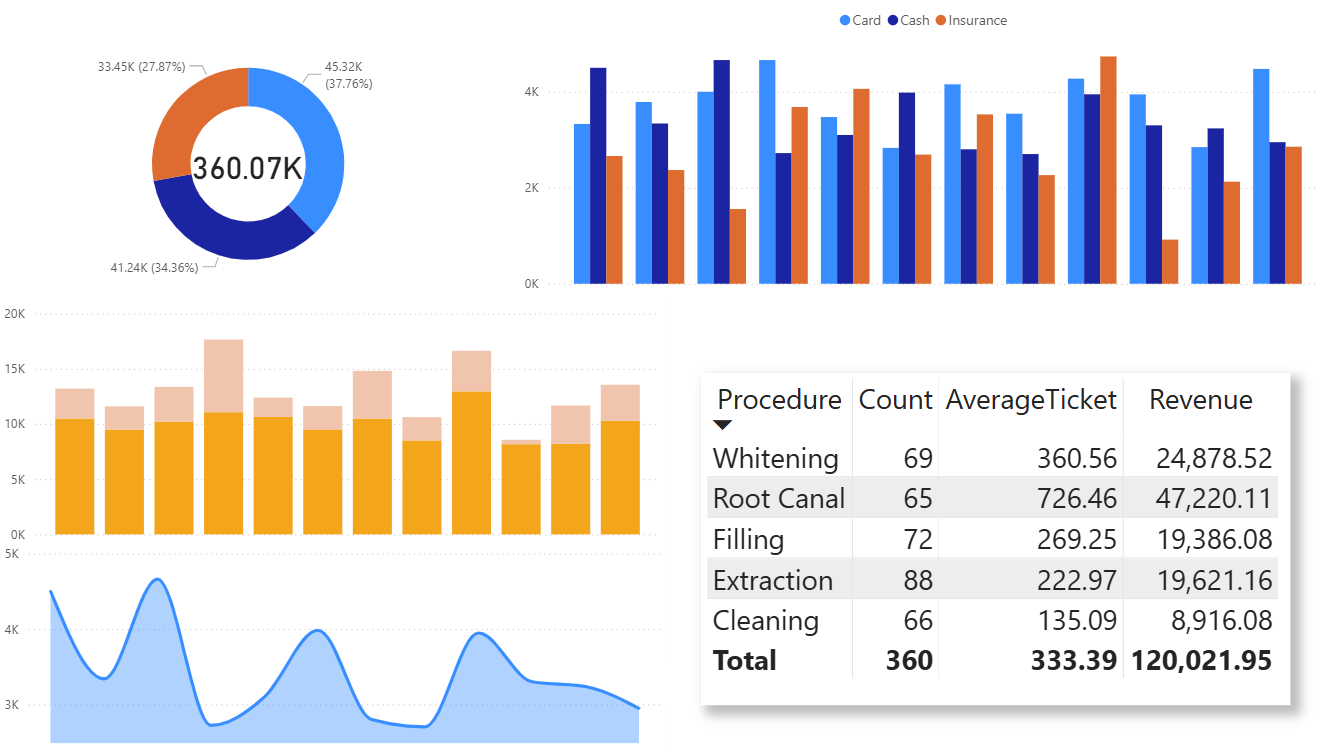 Card Cash Insurance
33.45K (27.87%)
45.32K
(37.76%)
360.07K
41.24K (34.36%)
4K
2K
0K
20K
15K
10K
5K
0K
5K
4K
3K
Procedure Count AverageTicket Revenue
Whitening 69 360.56 24,878.52
Root Canal 65 726.46 47,220.11
Filling 72 269.25 19,386.08
Extraction 88 222.97 19,621.16
Cleaning 66 135.09 8,916.08
Total 360 333.39 120,021.95